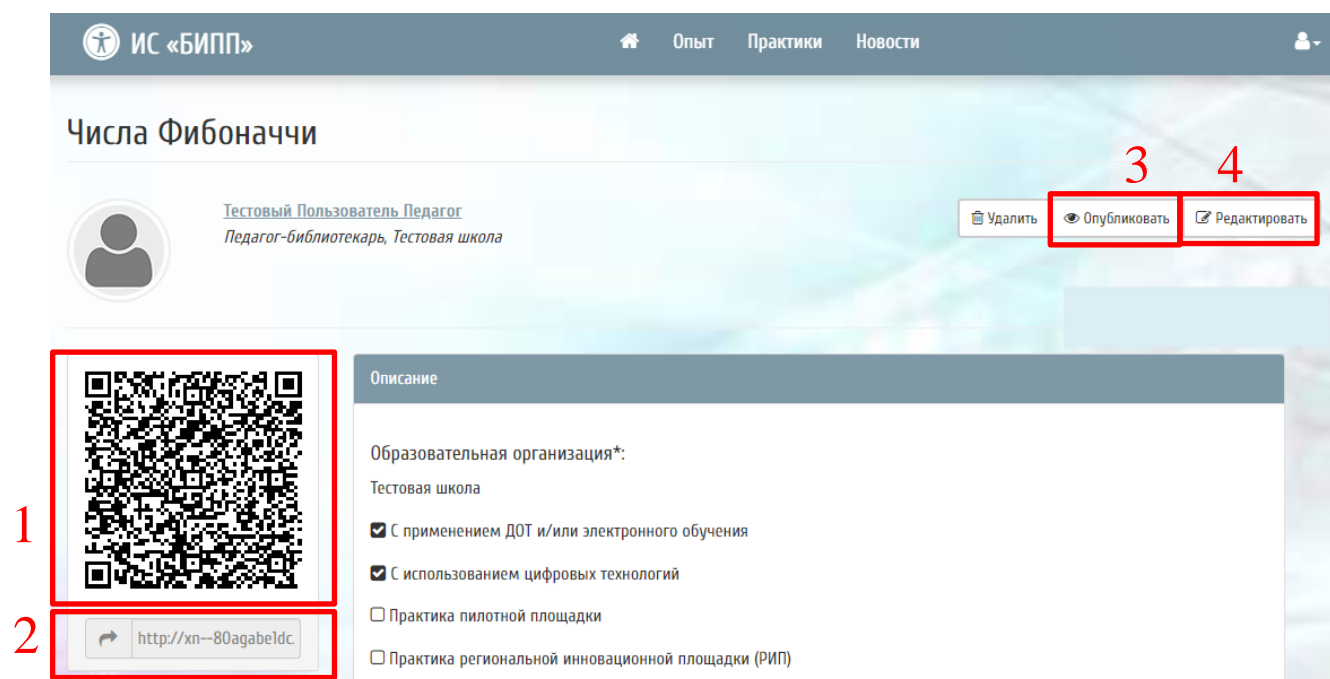 ИС «БИПП»
Опыт Практики Новости
Числа Фибоначчи
3 4
Тестовый Пользователь Педагог
Педагог-библиотекарь, Тестовая школа
Удалить Опубликовать Редактировать
Описание
Образовательная организация*:
Тестовая школа
1
С применением ДОТ и/или электронного обучения
С использованием цифровых технологий
Практика пилотной площадки
2
http://xn--80agabeldc.
Практика региональной инновационной площадки (РИП)